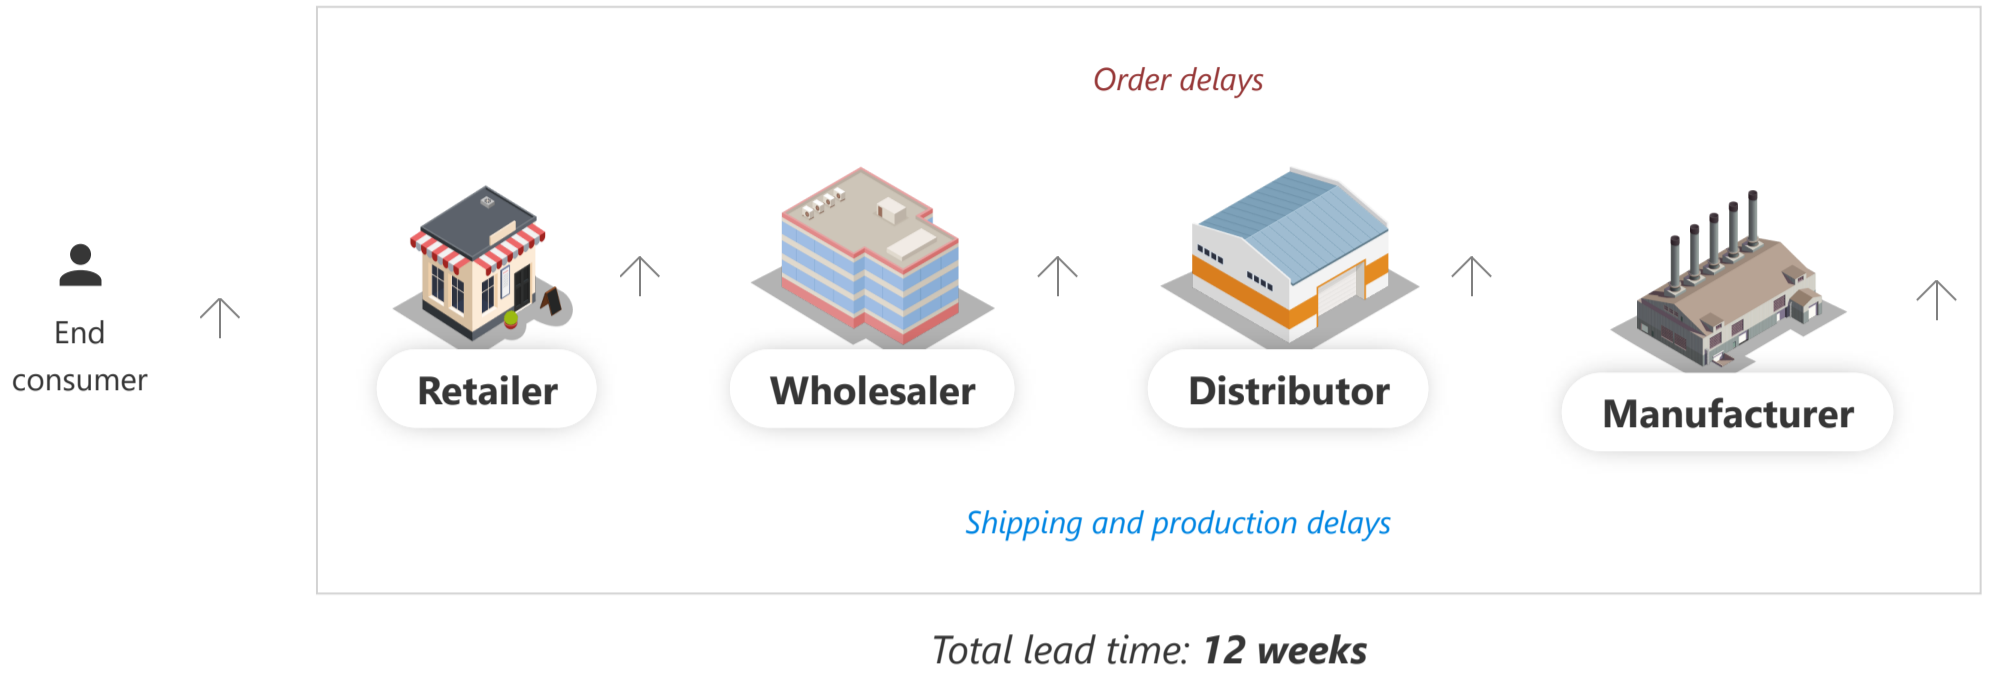 Order delays
End
consumer
Retailer
Wholesaler
Distributor
Manufacturer
Shipping and production delays
Total lead time: 12 weeks